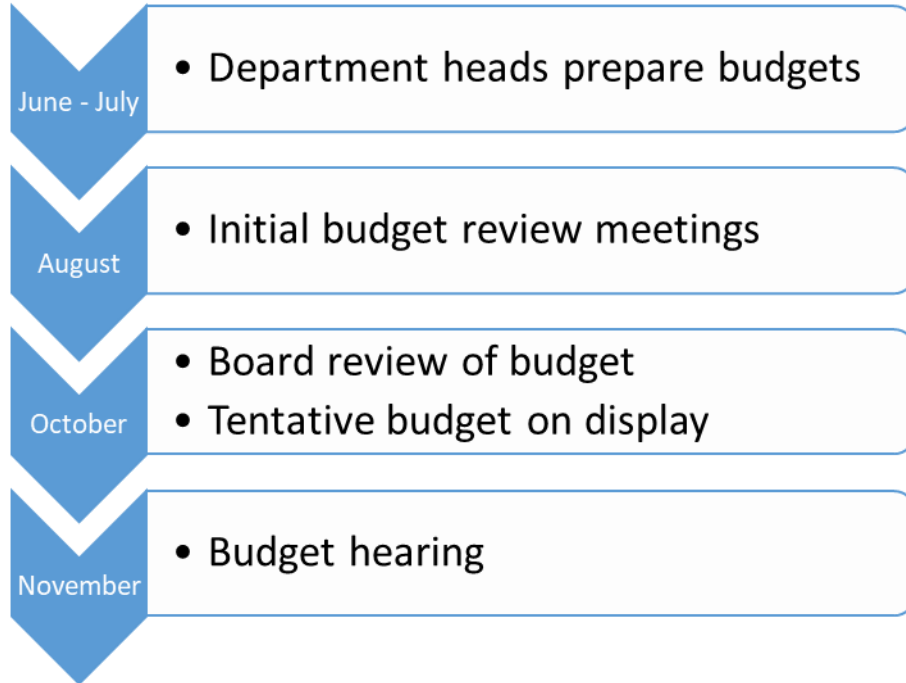 June - July
• Department heads prepare budgets
August
• Initial budget review meetings
October
• Board review of budget
• Tentative budget on display
November
• Budget hearing